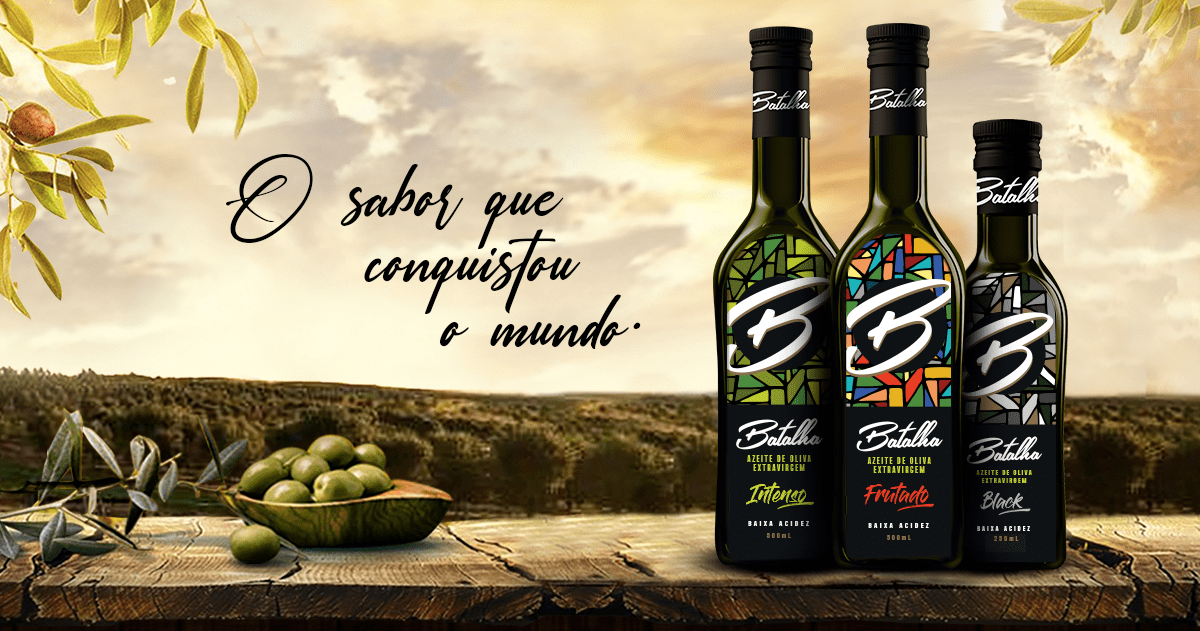 O sabor que
conquistou
o mundo.
Batalha
B
Batalha
AZEITE DE OLIVA
EXTRAVIRGEM
Intenso
BAIXA ACIDEZ
500mL
Batalha
B
Batalha
AZEITE DE OLIVA
EXTRAVIRGEM
Frutado
BAIXA ACIDEZ
500mL
Batalha
B
Batalha
AZEITE DE OLIVA
EXTRAVIRGEM
Black
BAIXA ACIDEZ
250mL